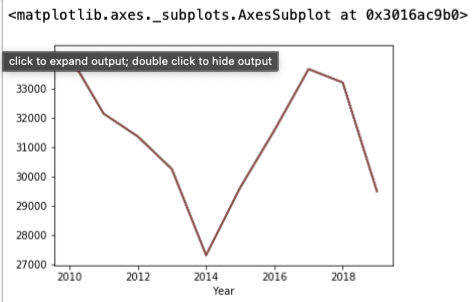 <matplotlib.axes._subplots.AxesSubplot at 0x3016ac9b0>
click to expand output; double click to hide output
33000
32000
31000
30000
29000
28000
27000
2010 2012 2014 2016 2018
Year